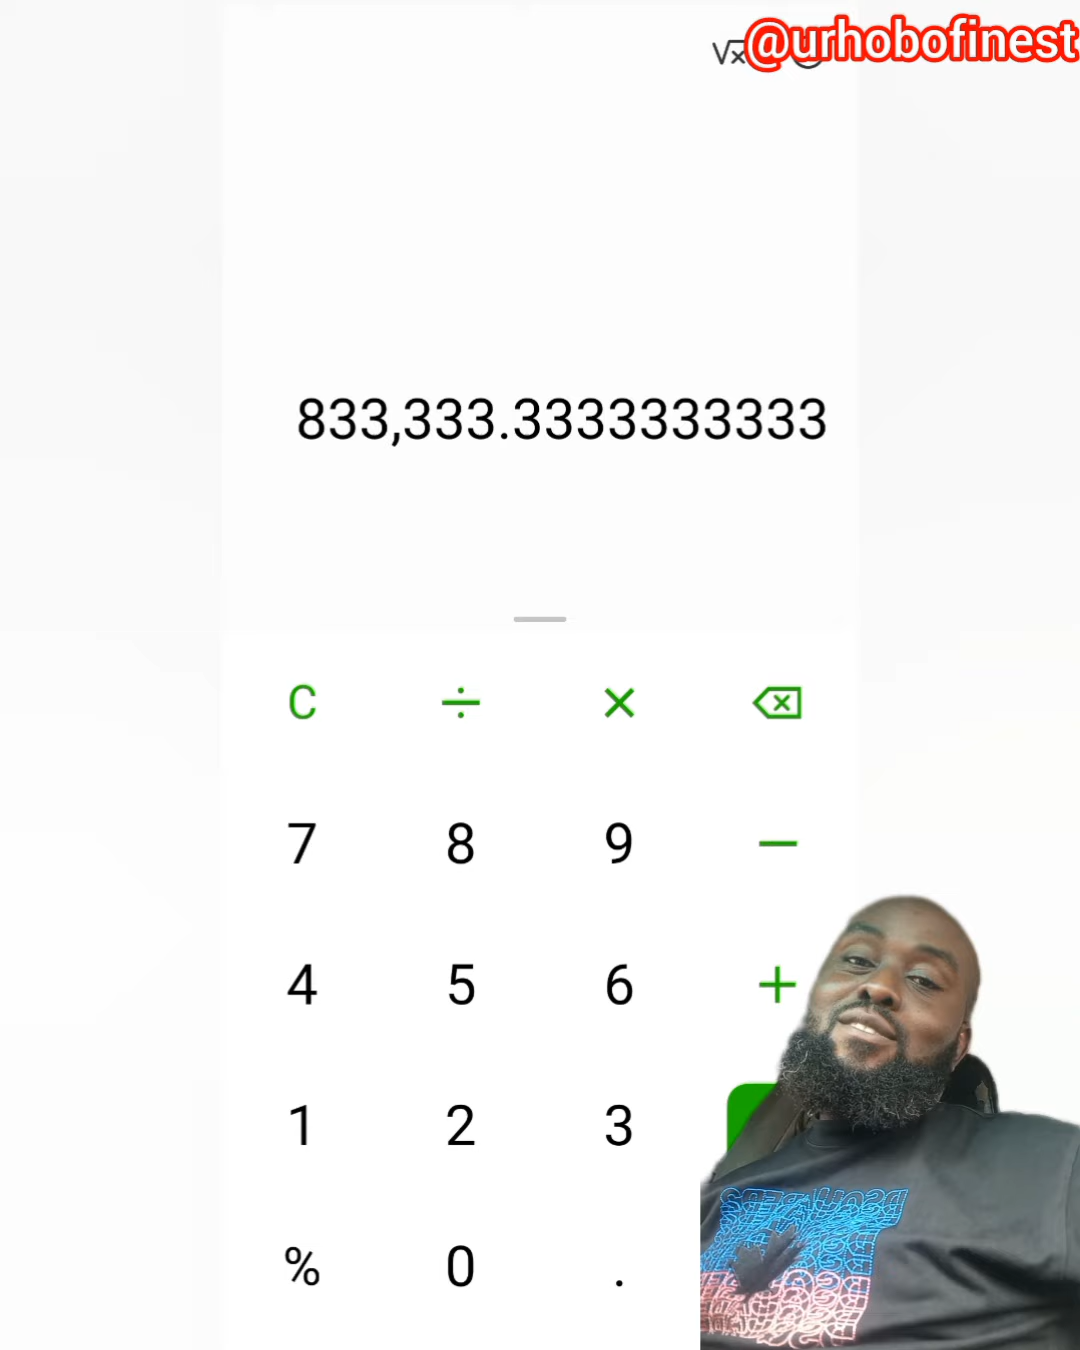 @urhobofinest
√x
833,333.3333333333
C ÷ ×
7 8 9 −
4 5 6 +
1 2 3
% 0 .